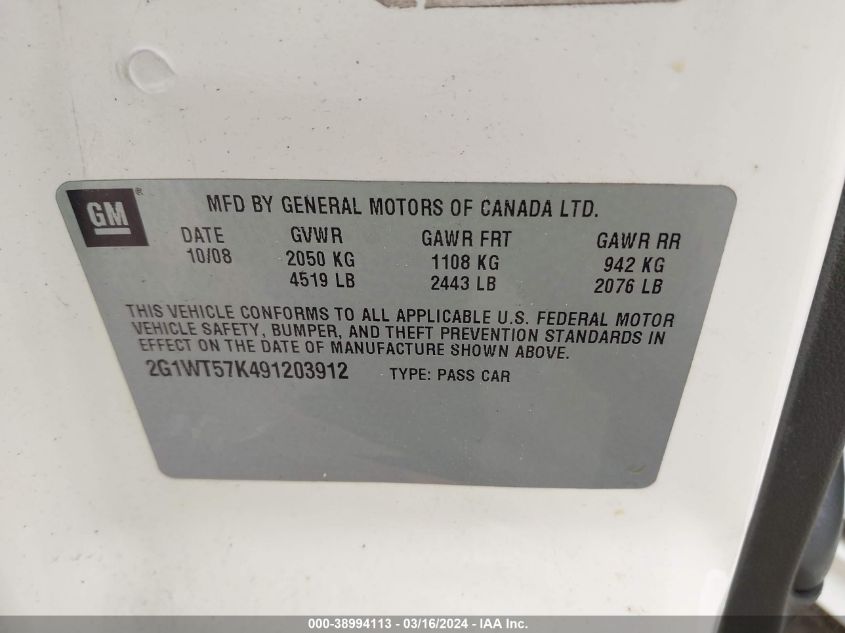 GM ®
MFD BY GENERAL MOTORS OF CANADA LTD.
DATE GVWR GAWR FRT GAWR RR
10/08 2050 KG 1108 KG 942 KG
4519 LB 2443 LB 2076 LB
THIS VEHICLE CONFORMS TO ALL APPLICABLE U.S. FEDERAL MOTOR
VEHICLE SAFETY, BUMPER, AND THEFT PREVENTION STANDARDS IN
EFFECT ON THE DATE OF MANUFACTURE SHOWN ABOVE.
2G1WT57K491203912 TYPE: PASS CAR
000-38994113 - 03/16/2024 - IAA Inc.